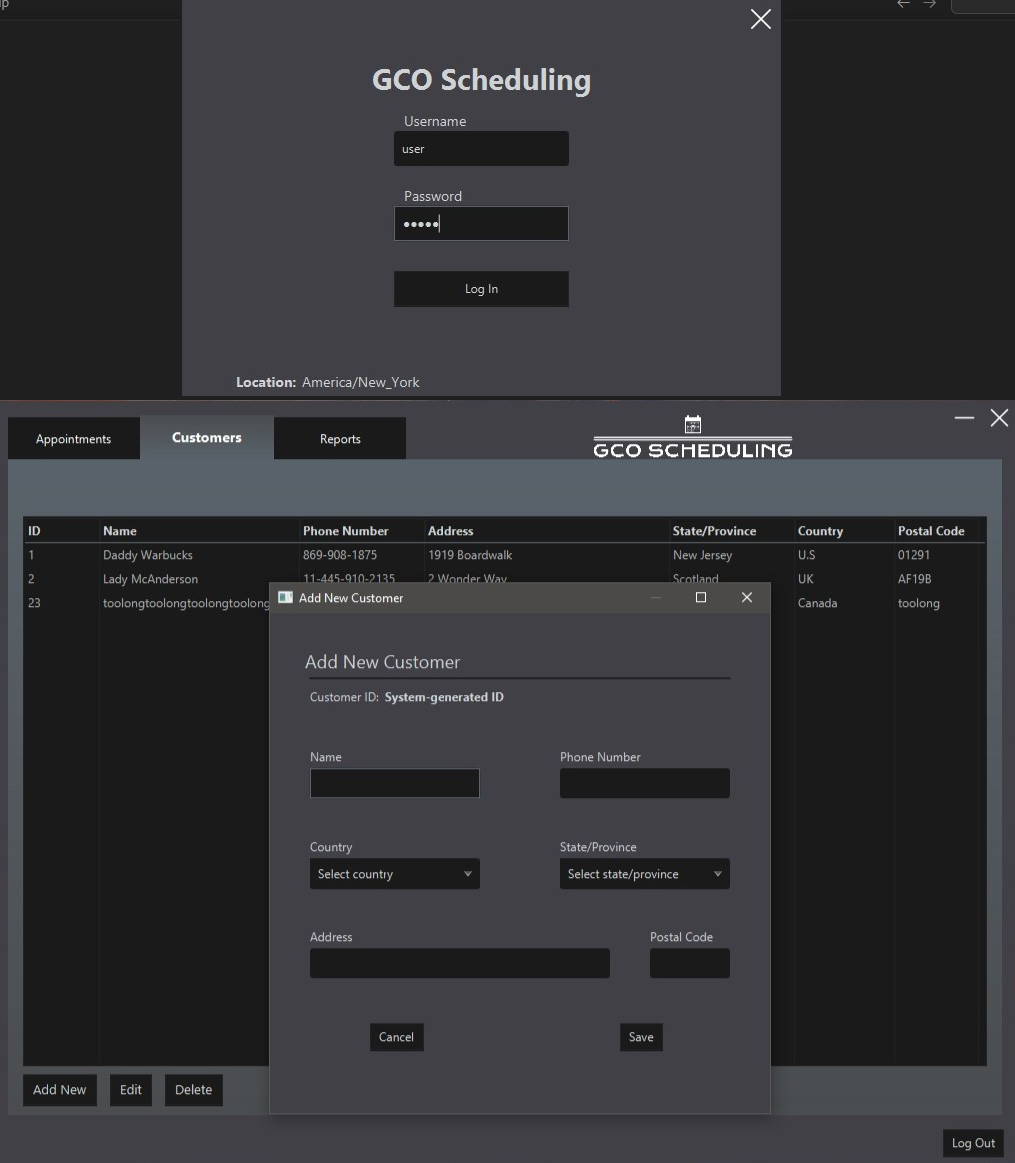 GCO Scheduling
Username
user
Password
•••••
Log In
Location: America/New_York
Appointments Customers Reports
GCO SCHEDULING
ID Name Phone Number Address State/Province Country Postal Code
1 Daddy Warbucks 869-908-1875 1919 Boardwalk New Jersey U.S 01291
2 Lady McAnderson 11-445-910-2135 2 Wonder Way Scotland UK AF19B
23 toolongtoolongtoolongtoolong Canada toolong
Add New Customer
Add New Customer
Customer ID: System-generated ID
Name Phone Number
Country State/Province
Select country Select state/province
Address Postal Code
Cancel Save
Add New Edit Delete
Log Out